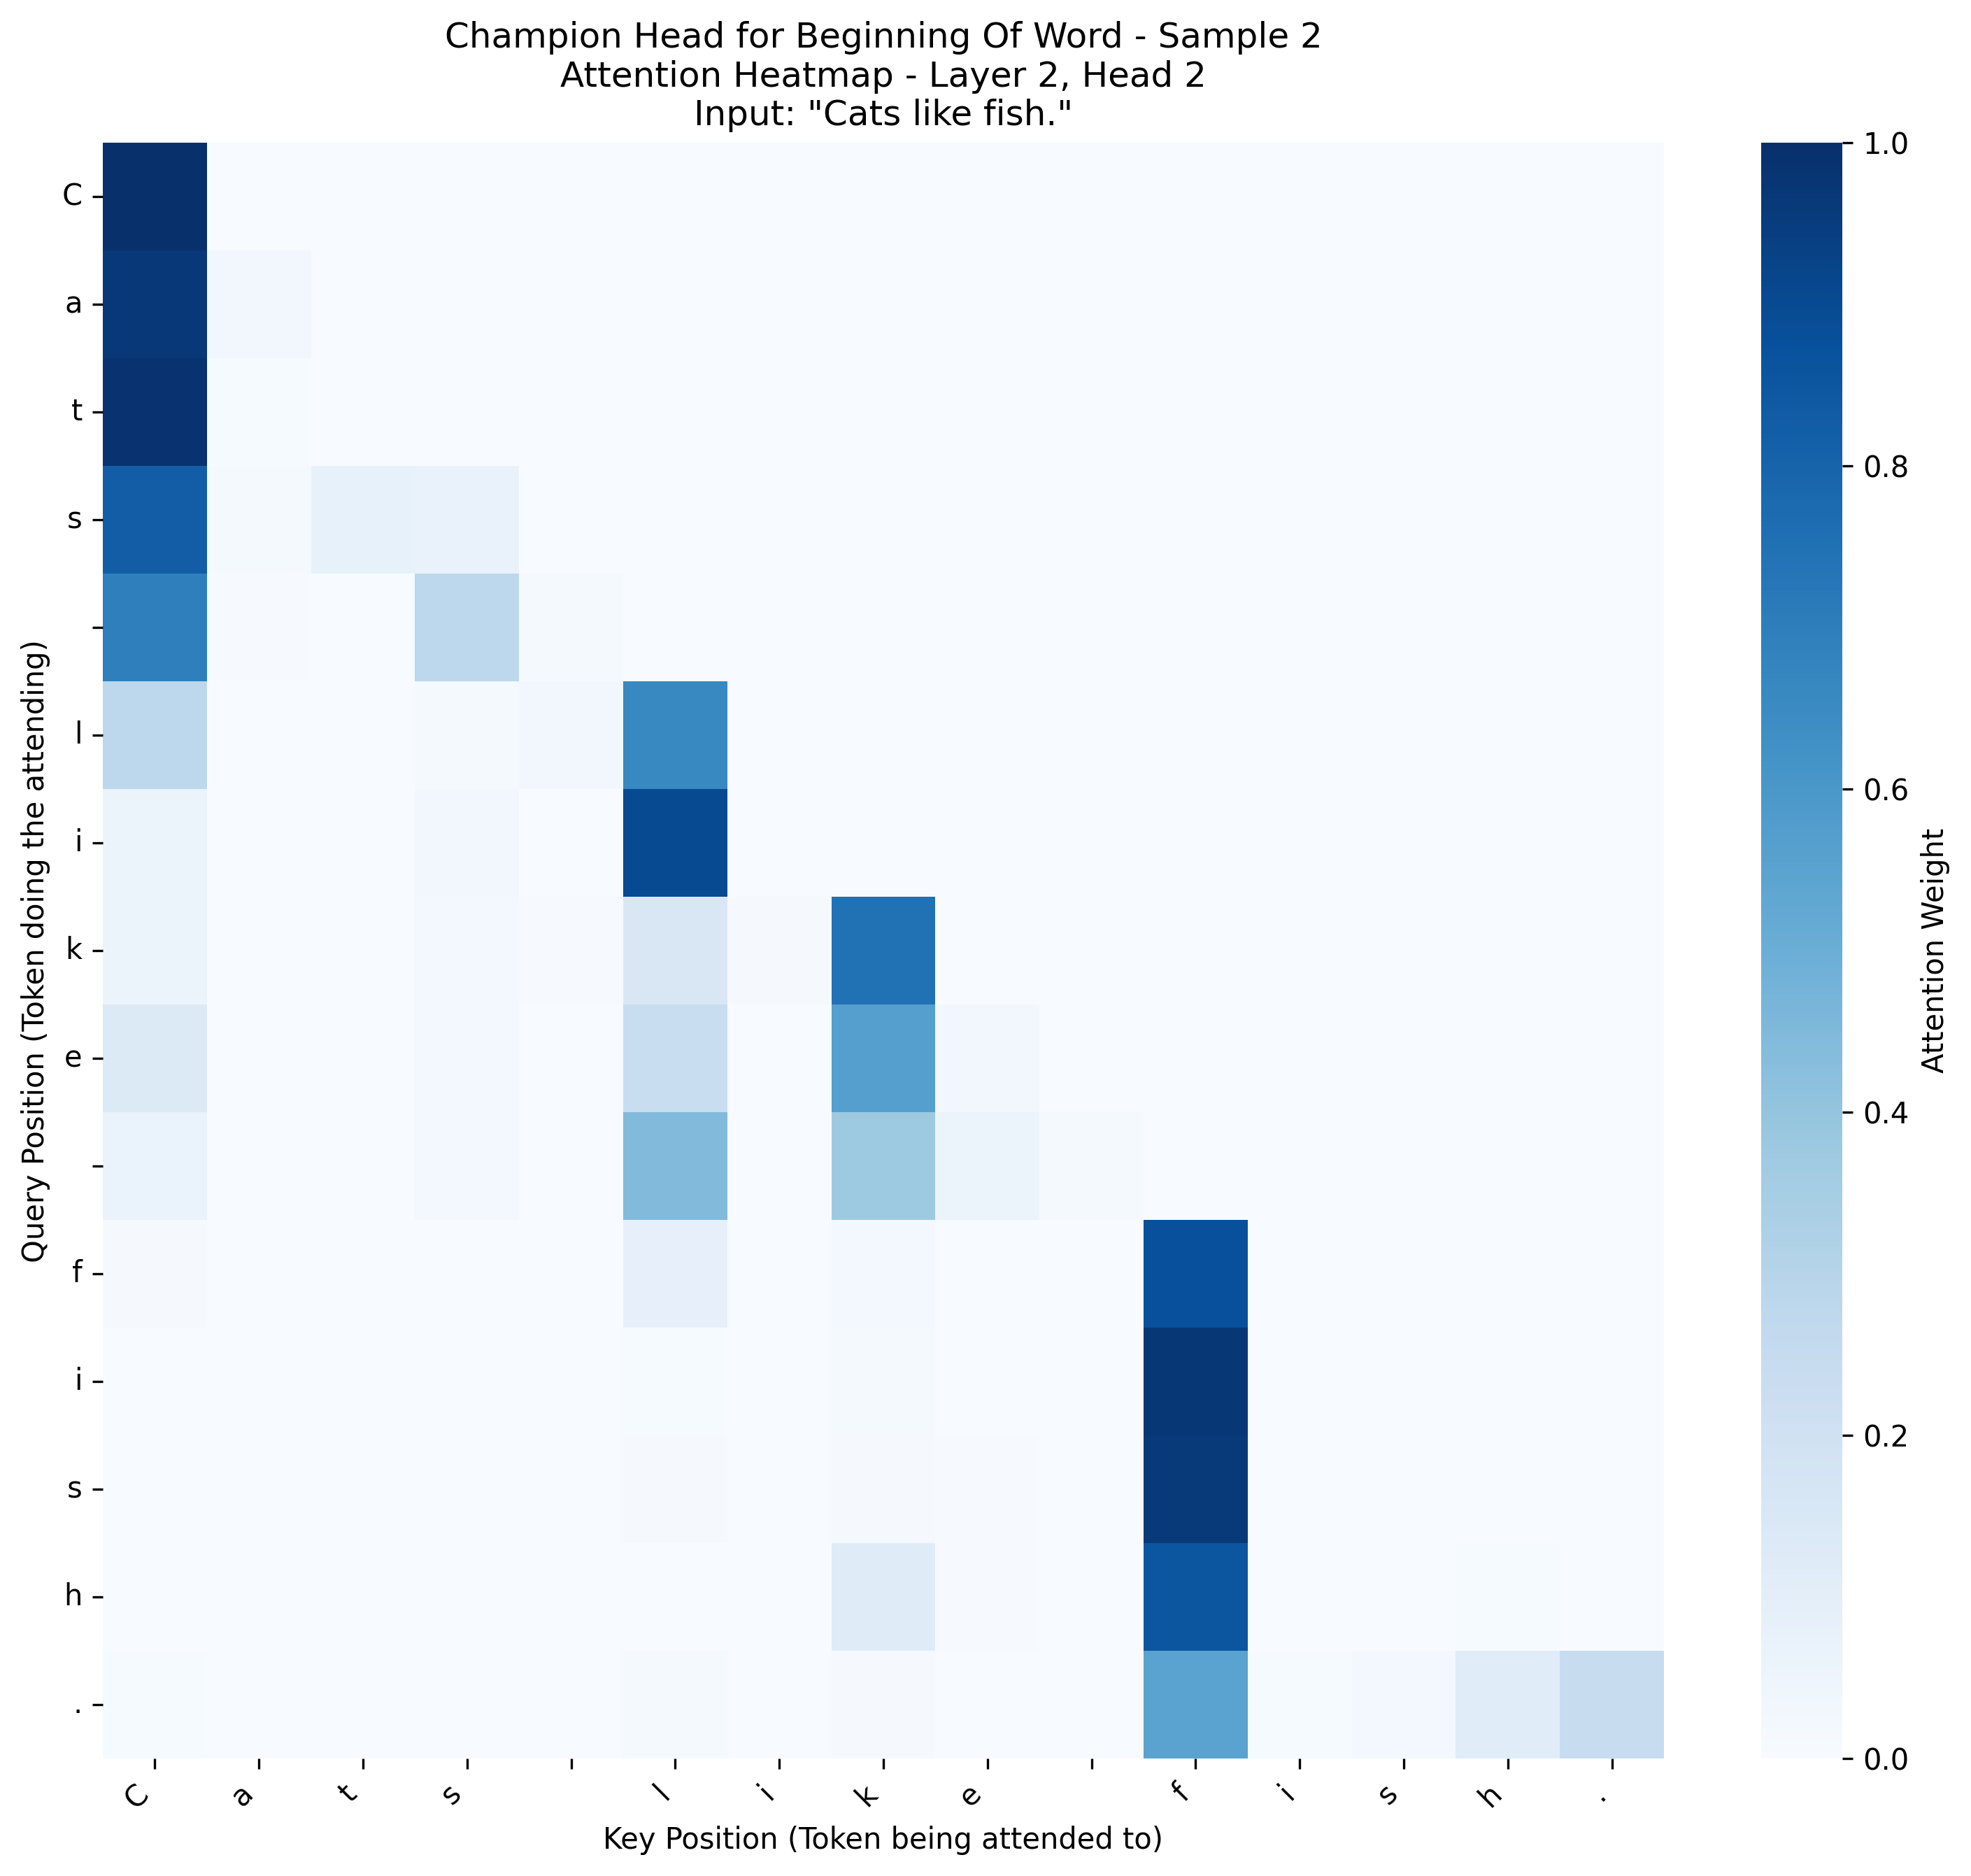 Champion Head for Beginning Of Word - Sample 2
Attention Heatmap - Layer 2, Head 2
Input: "Cats like fish."
Query Position (Token doing the attending)
C
a
t
s
l
i
k
e
f
i
s
h
.
C a t s l i k e f i s h .
Key Position (Token being attended to)
1.0
0.8
0.6
0.4
0.2
0.0
Attention Weight